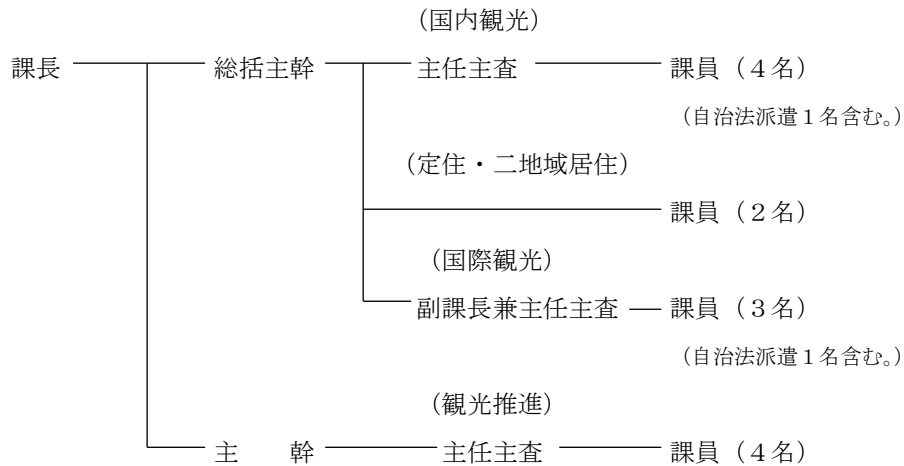 （国内観光）
課長 総括主幹 主任主査 課員（４名）
（自治法派遣１名含む。）
（定住・二地域居住）
課員（２名）
（国際観光）
副課長兼主任主査 課員（３名）
（自治法派遣１名含む。）
（観光推進）
主　　幹 主任主査 課員（４名）